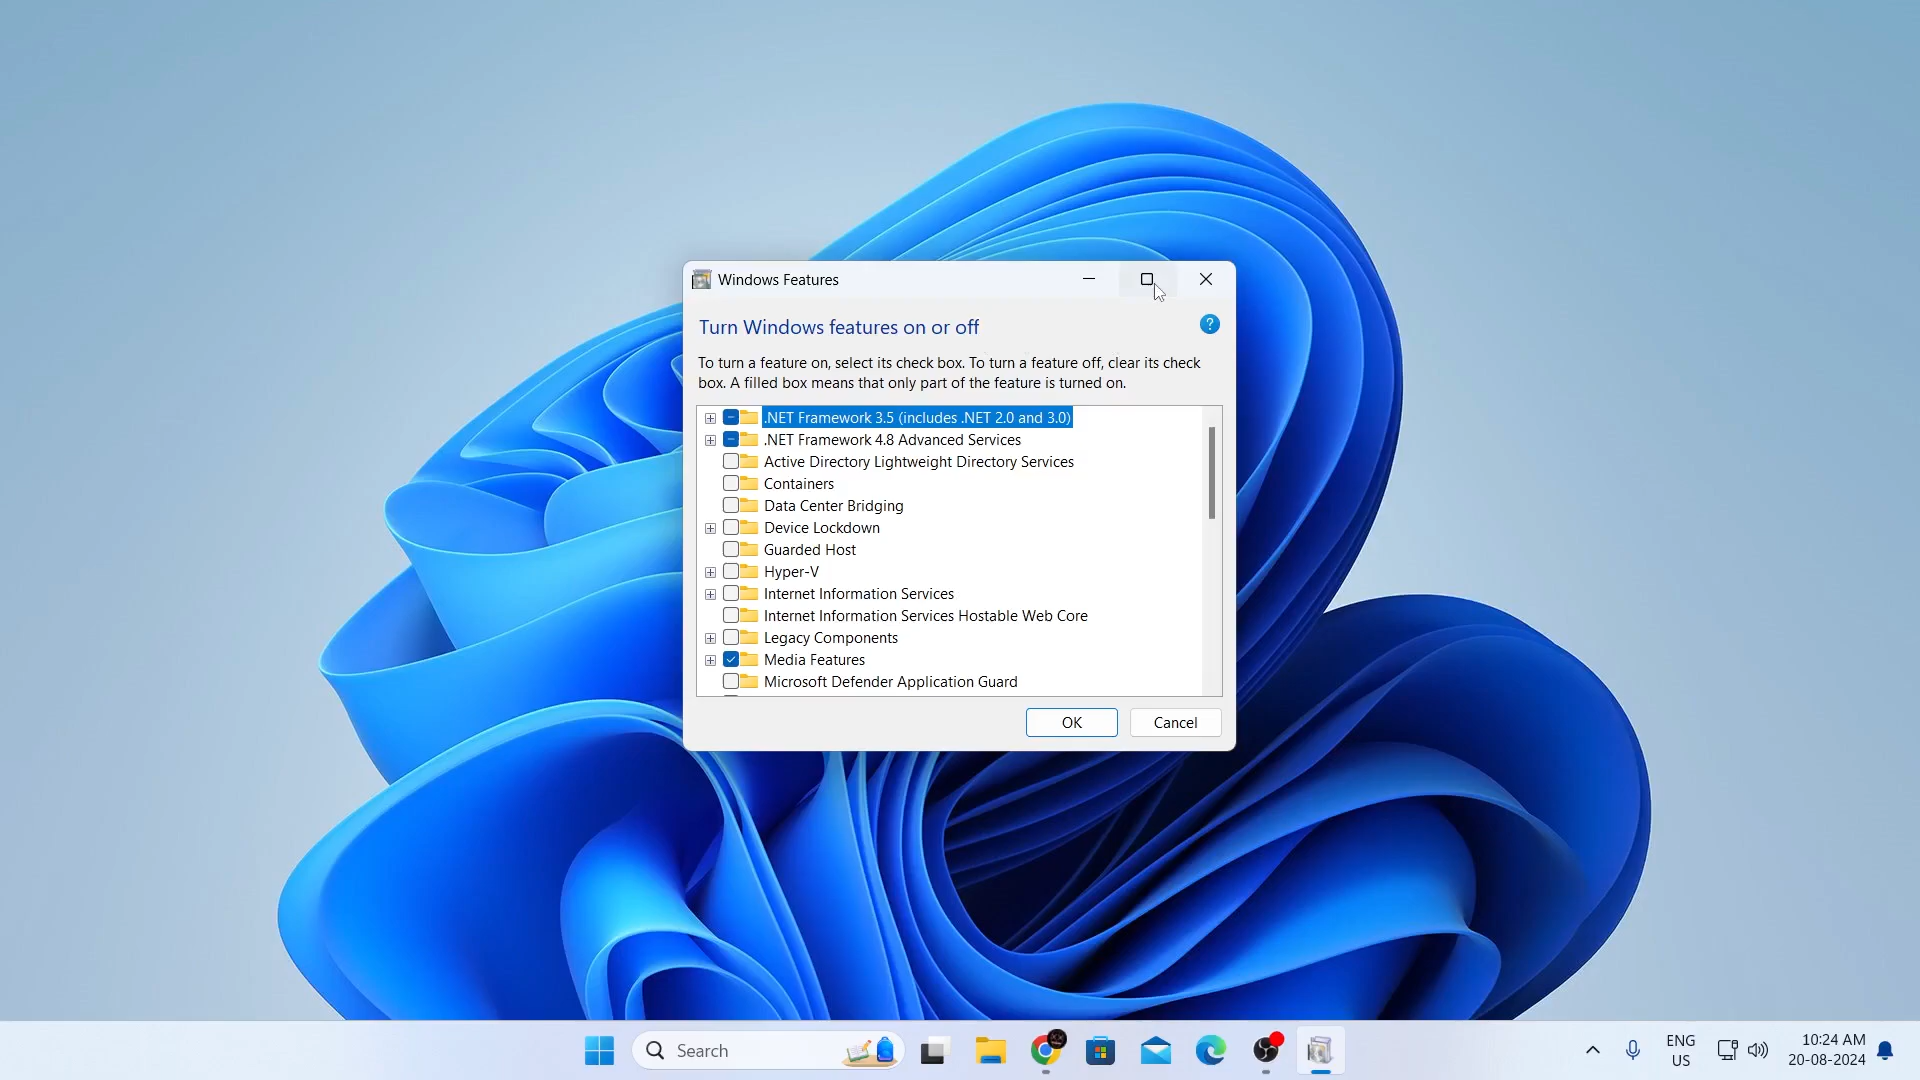 Windows Features
Turn Windows features on or off
?
To turn a feature on, select its check box. To turn a feature off, clear its check
box. A filled box means that only part of the feature is turned on.
.NET Framework 3.5 (includes .NET 2.0 and 3.0)
.NET Framework 4.8 Advanced Services
Active Directory Lightweight Directory Services
Containers
Data Center Bridging
Device Lockdown
Guarded Host
Hyper-V
Internet Information Services
Internet Information Services Hostable Web Core
Legacy Components
Media Features
Microsoft Defender Application Guard
OK Cancel
Search
ENG
US
10:24 AM
20-08-2024